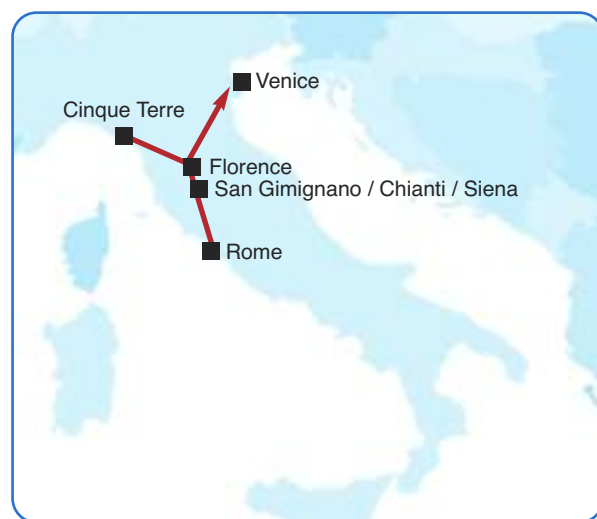 Venice
Cinque Terre
Florence
San Gimignano / Chianti / Siena
Rome